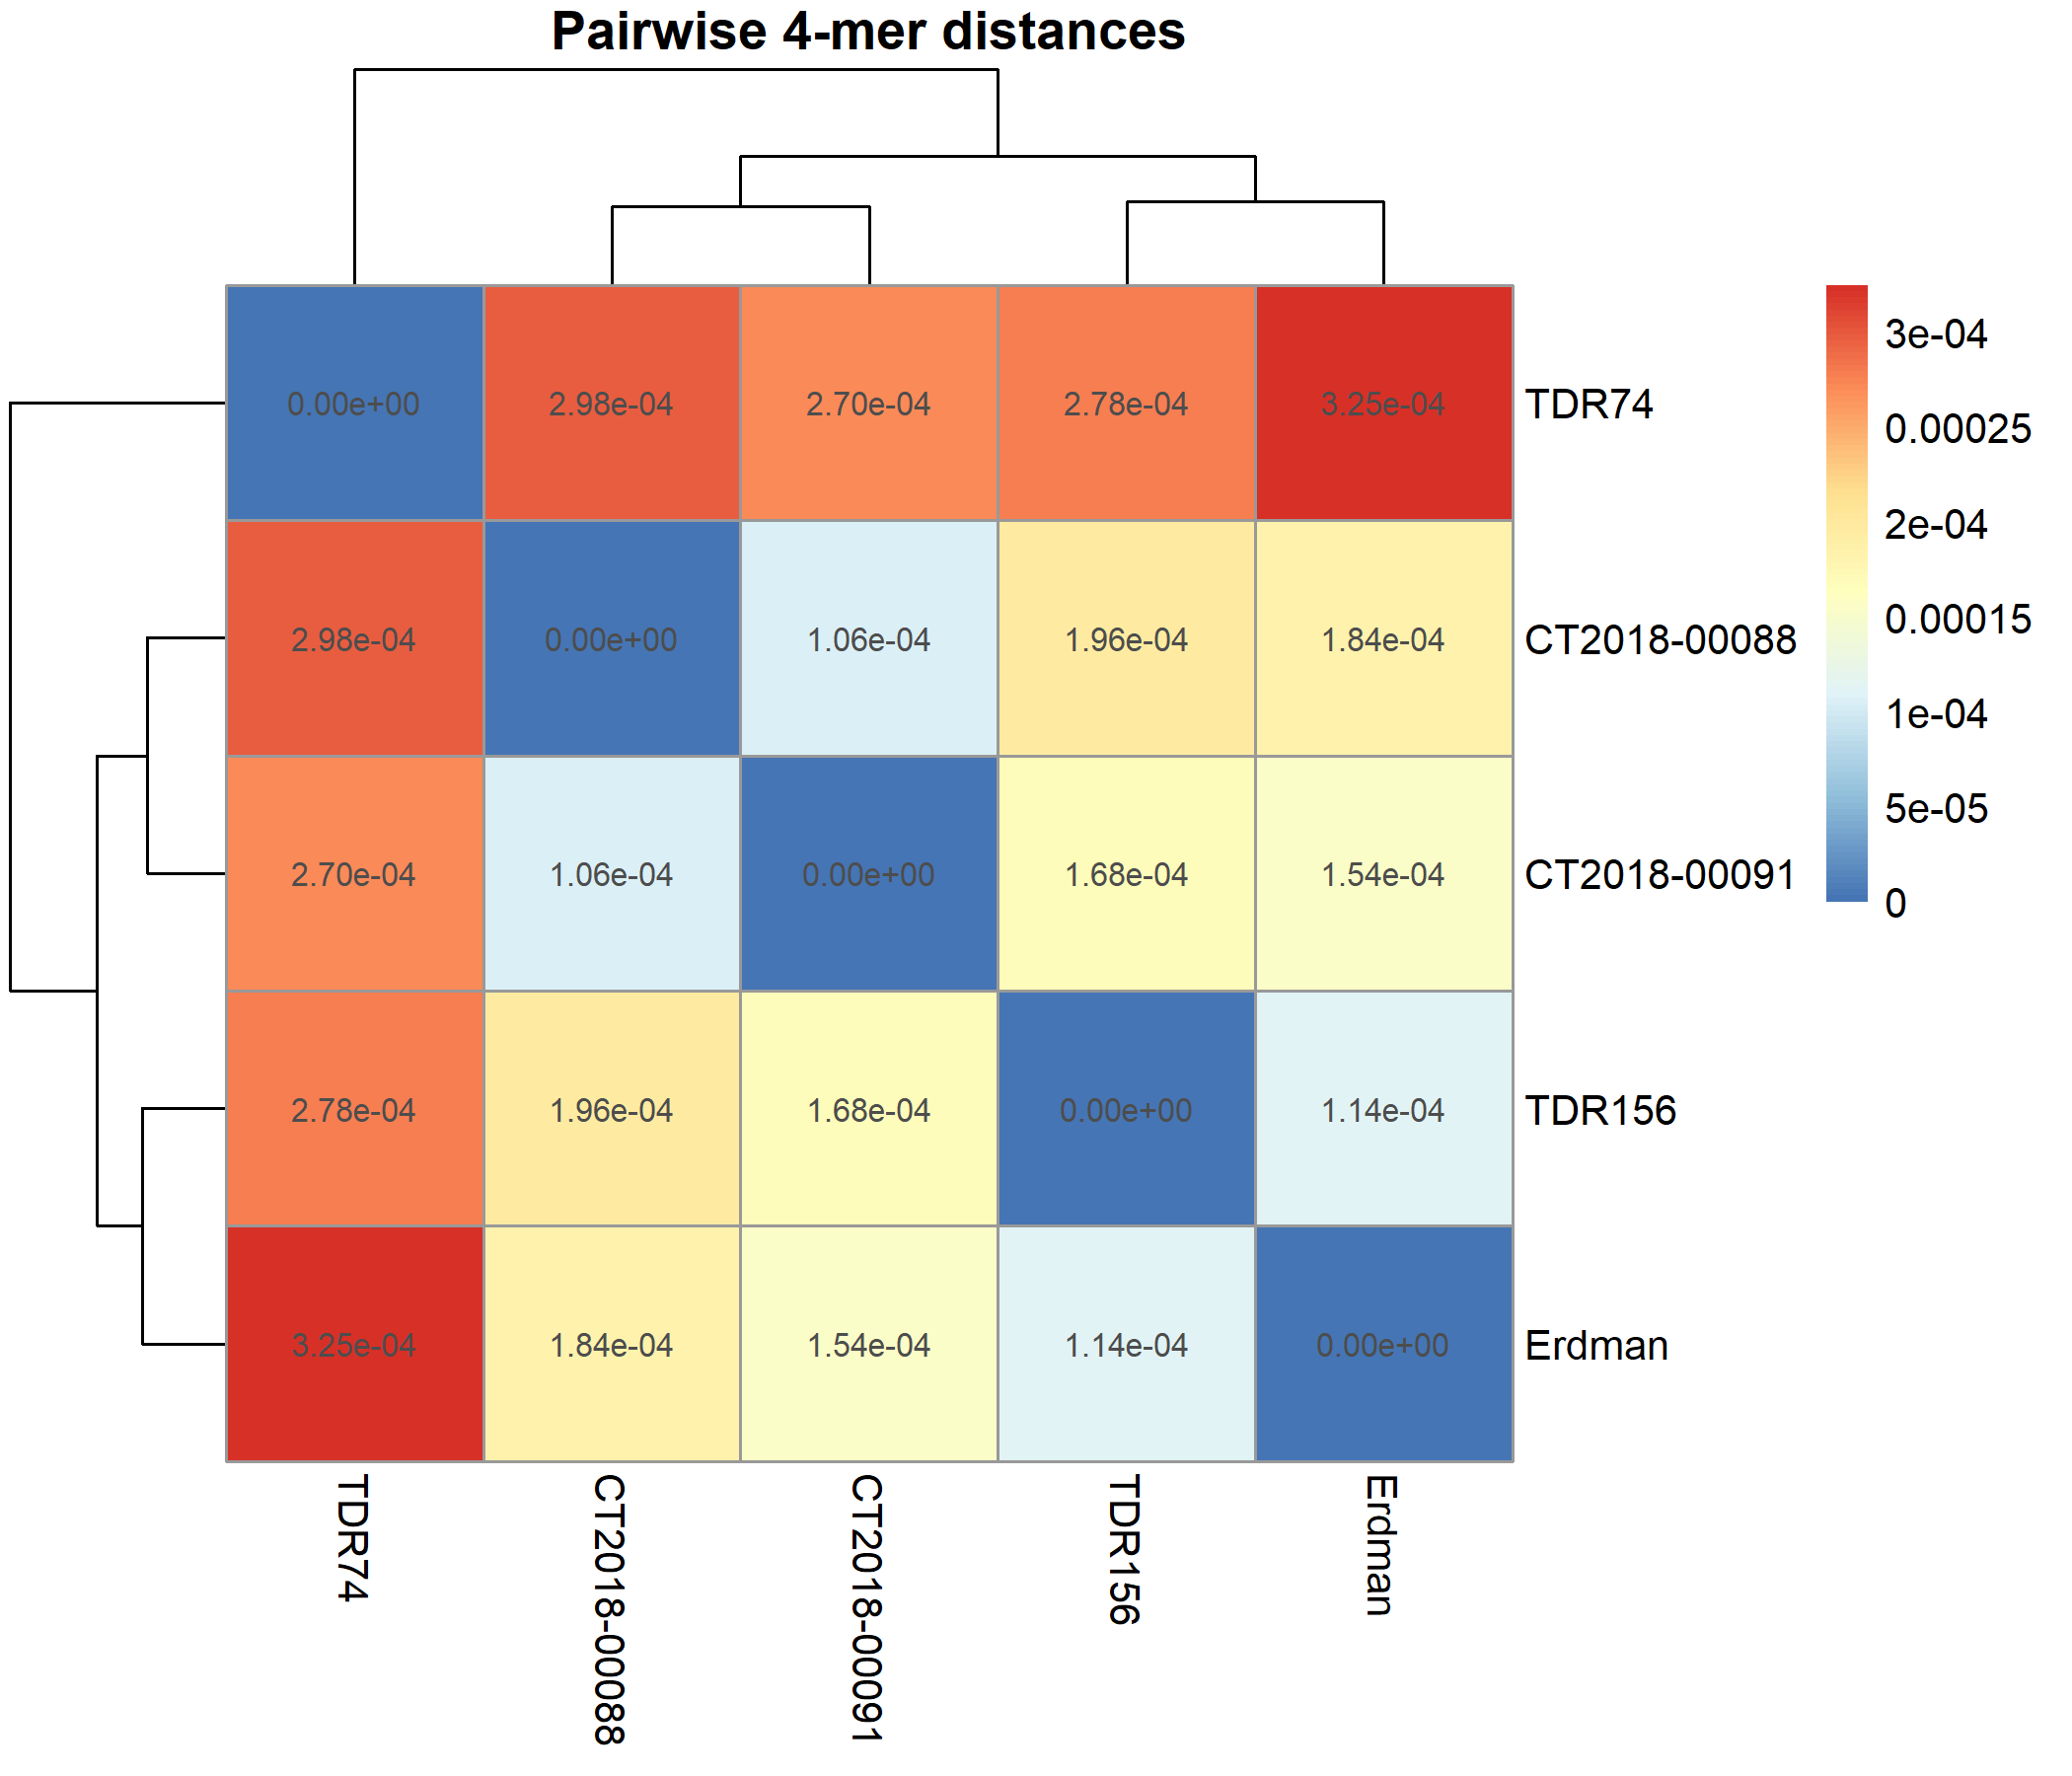 Pairwise 4-mer distances
0.00e+00 2.98e-04 2.70e-04 2.78e-04 3.25e-04 TDR74
2.98e-04 0.00e+00 1.06e-04 1.96e-04 1.84e-04 CT2018-00088
2.70e-04 1.06e-04 0.00e+00 1.68e-04 1.54e-04 CT2018-00091
2.78e-04 1.96e-04 1.68e-04 0.00e+00 1.14e-04 TDR156
3.25e-04 1.84e-04 1.54e-04 1.14e-04 0.00e+00 Erdman
TDR74
CT2018-00088
CT2018-00091
TDR156
Erdman
3e-04
0.00025
2e-04
0.00015
1e-04
5e-05
0